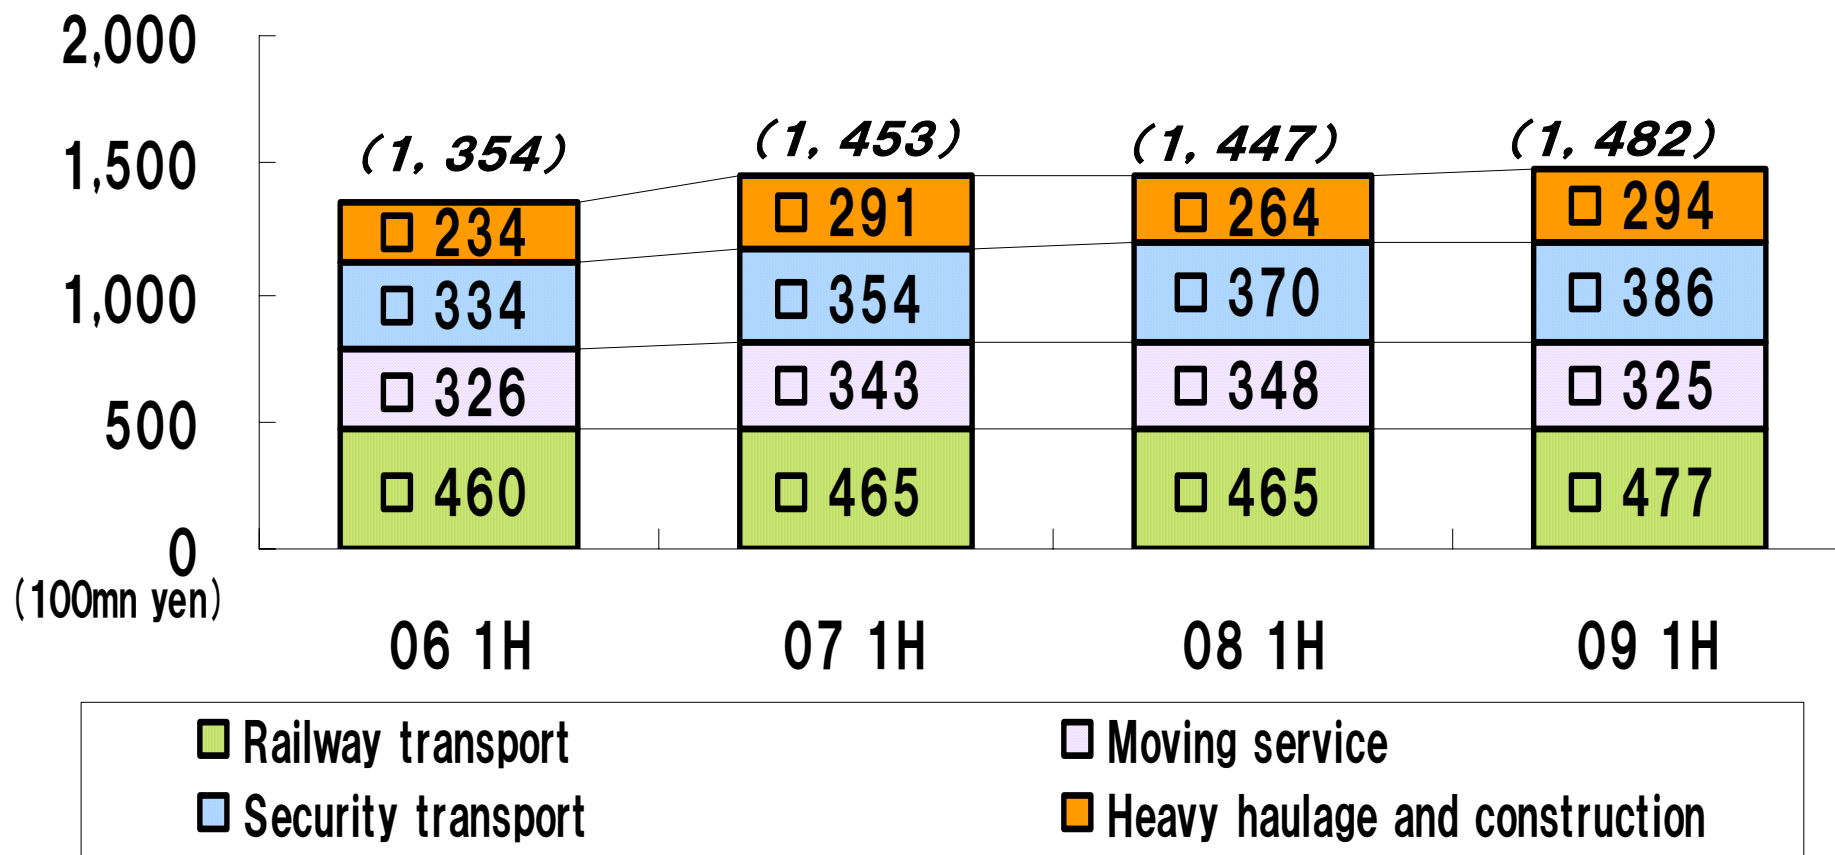 2,000
1,500
1,000
500
0
(100mn yen)
(1,354) (1,453) (1,447) (1,482)
□ 234 □ 291 □ 264 □ 294
□ 334 □ 354 □ 370 □ 386
□ 326 □ 343 □ 348 □ 325
□ 460 □ 465 □ 465 □ 477
06 1H 07 1H 08 1H 09 1H
Railway transport Moving service
Security transport Heavy haulage and construction